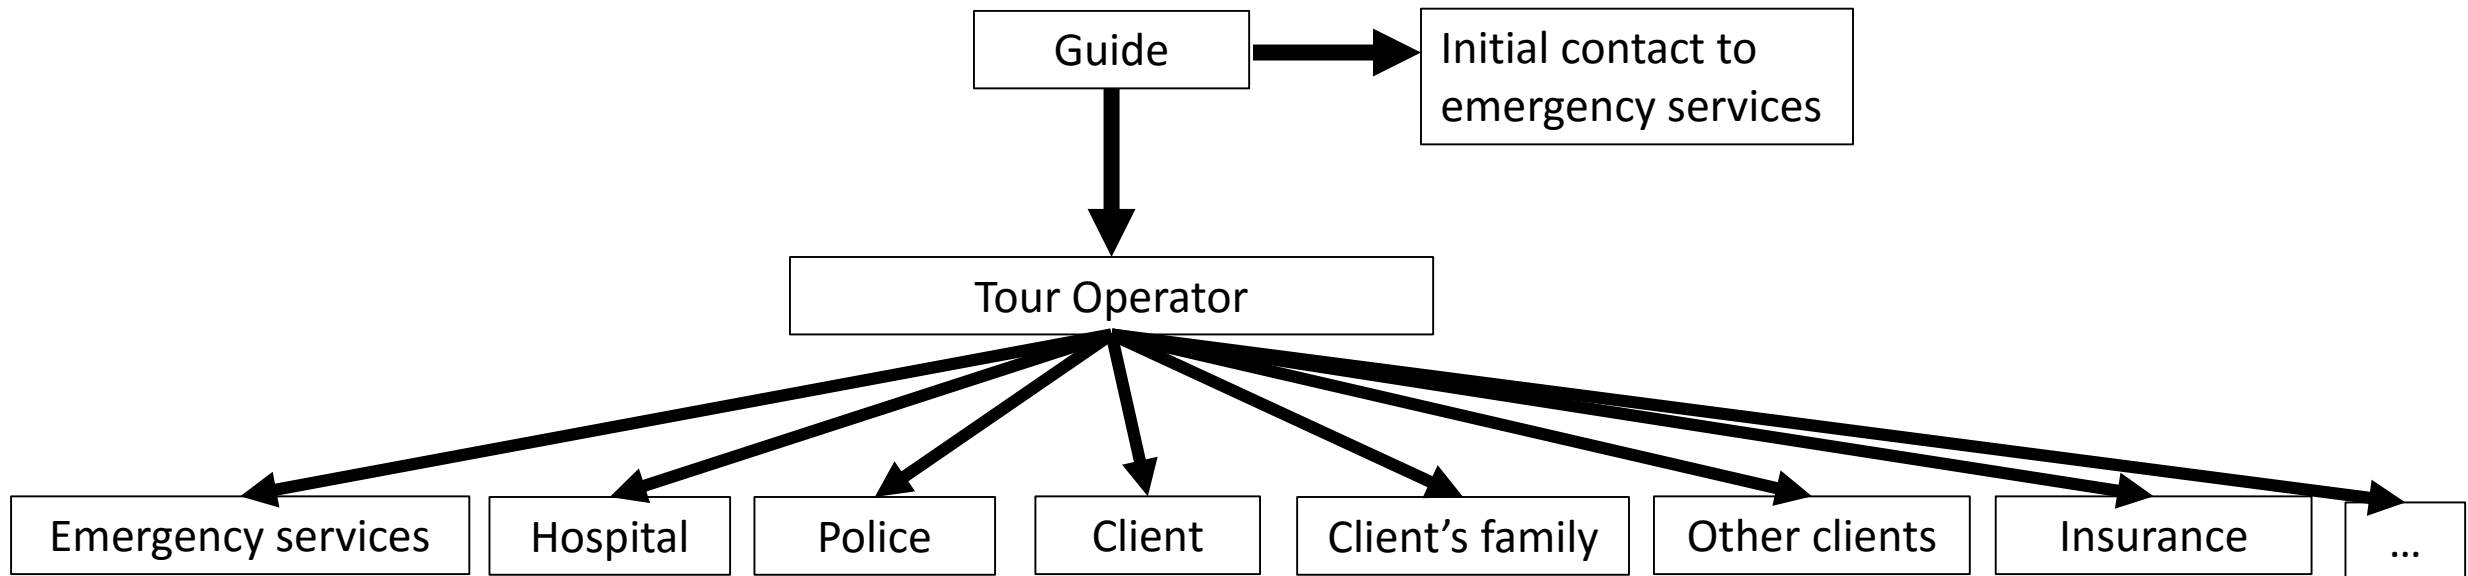 Guide
Initial contact to
emergency services
Tour Operator
Emergency services
Hospital
Police
Client
Client’s family
Other clients
Insurance
...